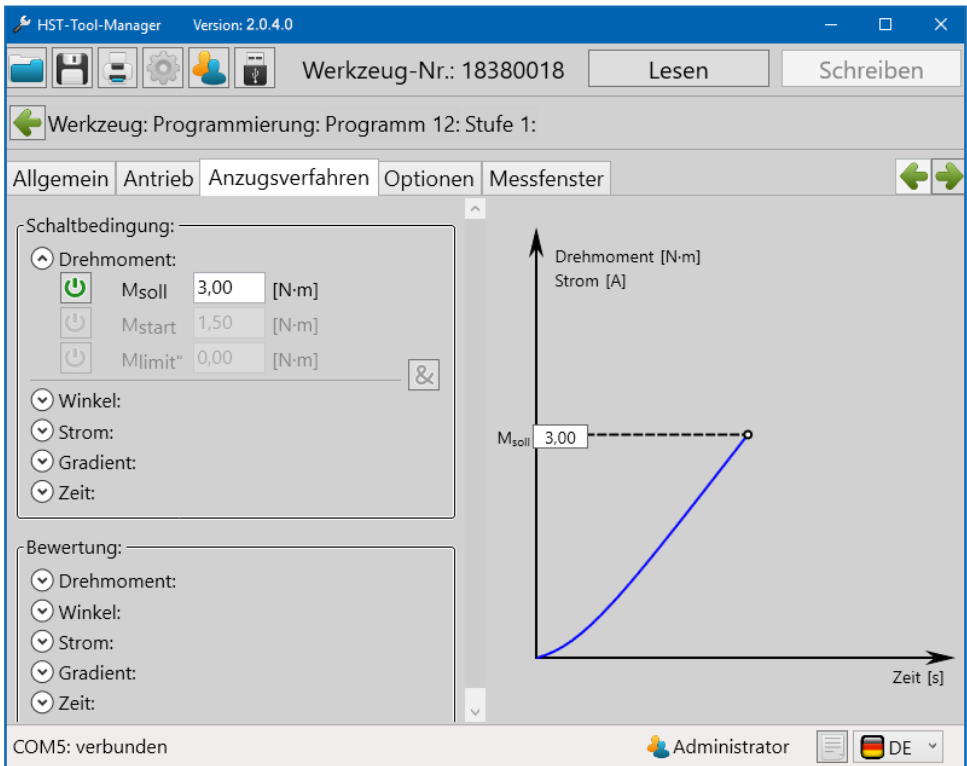 HST-Tool-Manager Version: 2.0.4.0
Werkzeug-Nr.: 18380018 Lesen Schreiben
Werkzeug: Programmierung: Programm 12: Stufe 1:
Allgemein Antrieb Anzugsverfahren Optionen Messfenster
Schaltbedingung:
Drehmoment:
Msoll 3,00 [N·m]
Mstart 1,50 [N·m]
Mlimit" 0,00 [N·m]
&
Winkel:
Strom:
Gradient:
Zeit:
Bewertung:
Drehmoment:
Winkel:
Strom:
Gradient:
Zeit:
Drehmoment [N·m]
Strom [A]
Msoll 3,00
Zeit [s]
COM5: verbunden Administrator DE